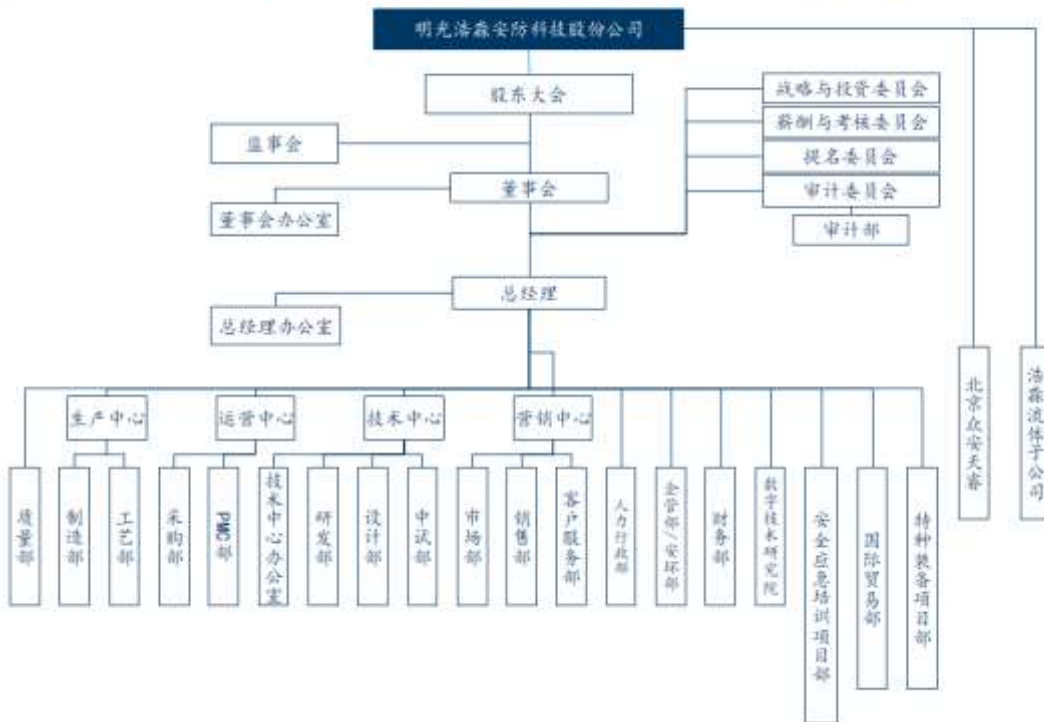 明光浩淼安防科技股份公司
股东大会
监事会
董事会
董事会办公室
战略与投资委员会
薪酬与考核委员会
提名委员会
审计委员会
审计部
总经理
总经理办公室
北京众安天睿
浩淼流体子公司
生产中心
运营中心
技术中心
营销中心
质量部
制造部
工艺部
采购部
PMC部
技术中心办公室
研发部
设计部
中试部
市场部
销售部
客户服务部
人力行政部
企管部/安环部
财务部
数字技术研究院
安全应急培训项目部
国际贸易部
特种装备项目部